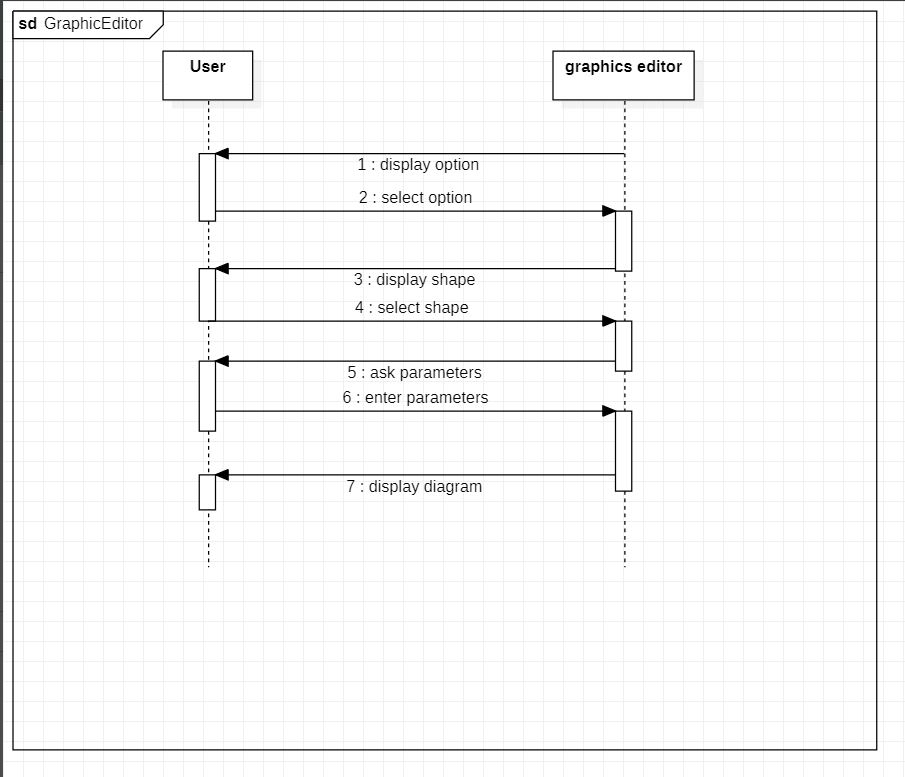 sd GraphicEditor
User
graphics editor
1 : display option
2 : select option
3 : display shape
4 : select shape
5 : ask parameters
6 : enter parameters
7 : display diagram